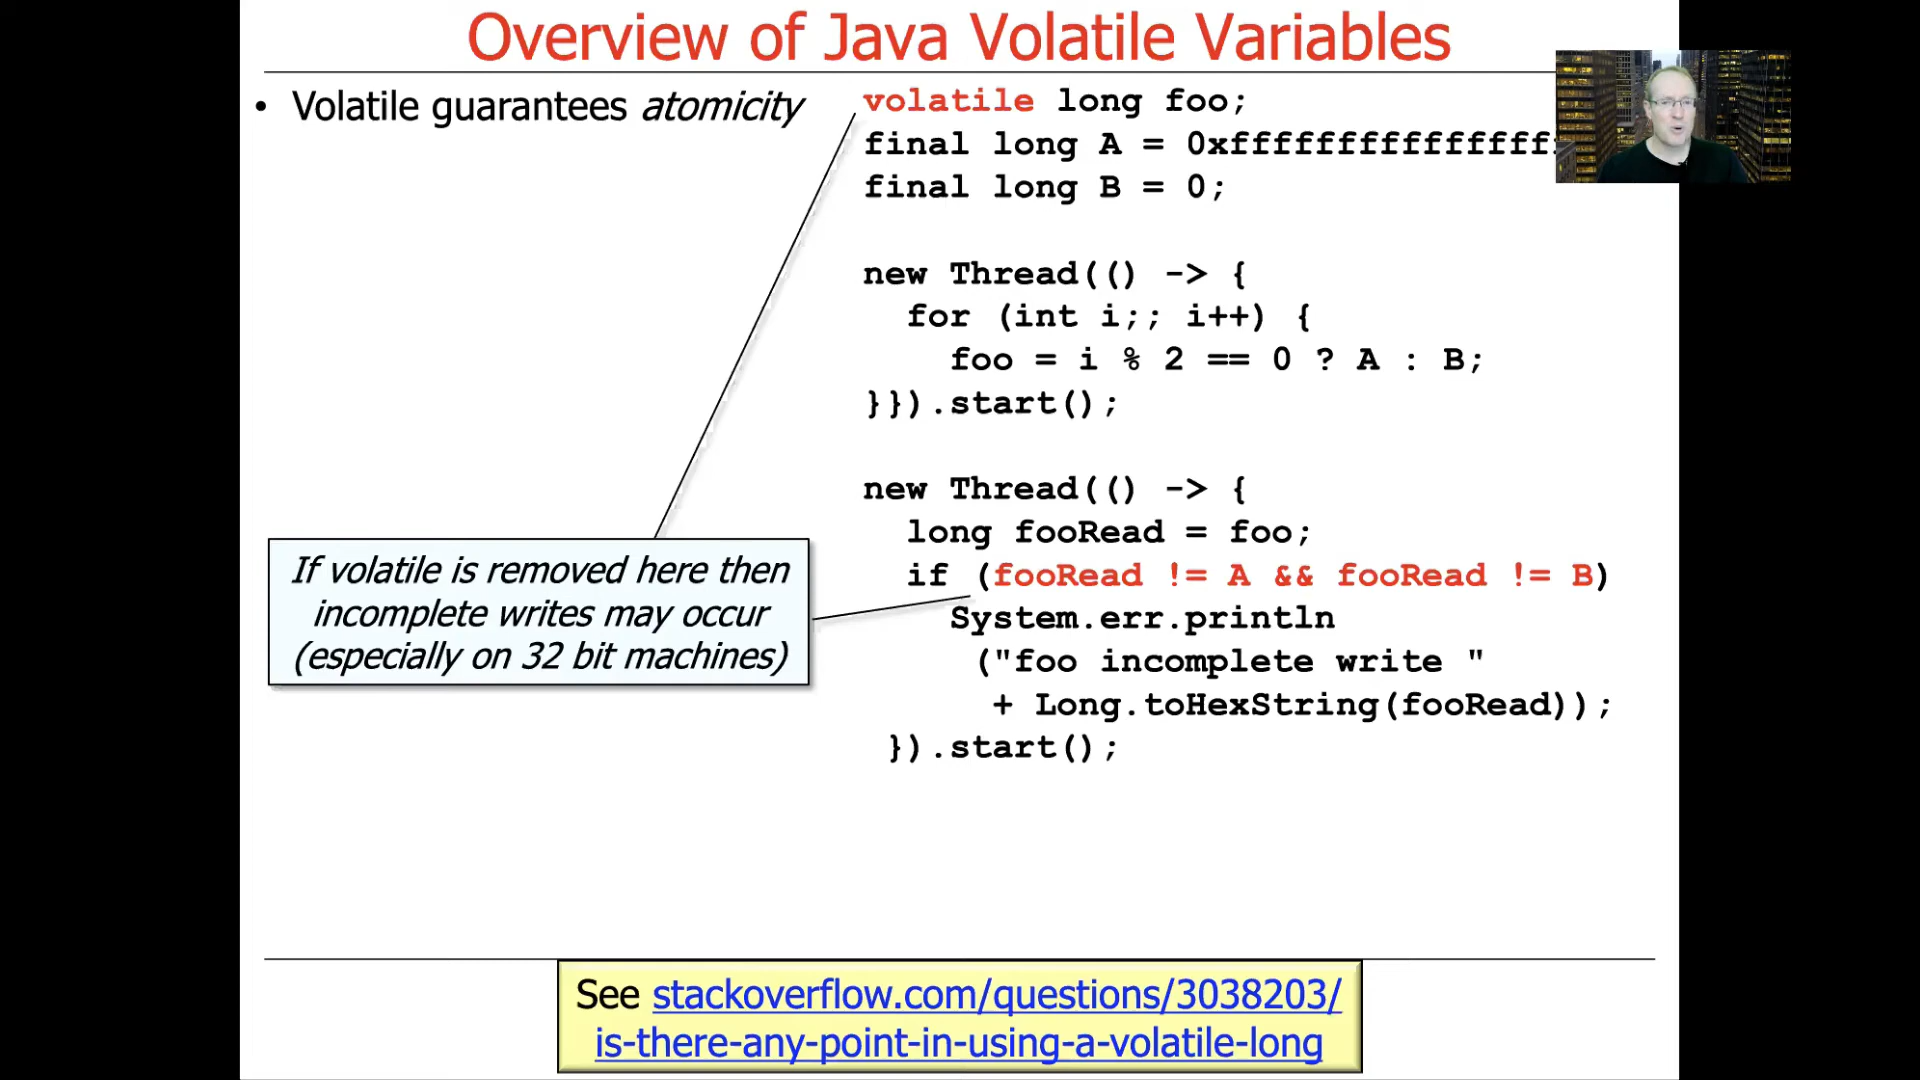 Overview of Java Volatile Variables
• Volatile guarantees atomicity
volatile long foo;
final long A = 0xffffffffffffffff
final long B = 0;
new Thread(() -> {
for (int i;; i++) {
foo = i % 2 == 0 ? A : B;
}}).start();
new Thread(() -> {
long fooRead = foo;
if (fooRead != A && fooRead != B)
System.err.println
("foo incomplete write "
+ Long.toHexString(fooRead));
}).start();
If volatile is removed here then
incomplete writes may occur
(especially on 32 bit machines)
See stackoverflow.com/questions/3038203/
is-there-any-point-in-using-a-volatile-long